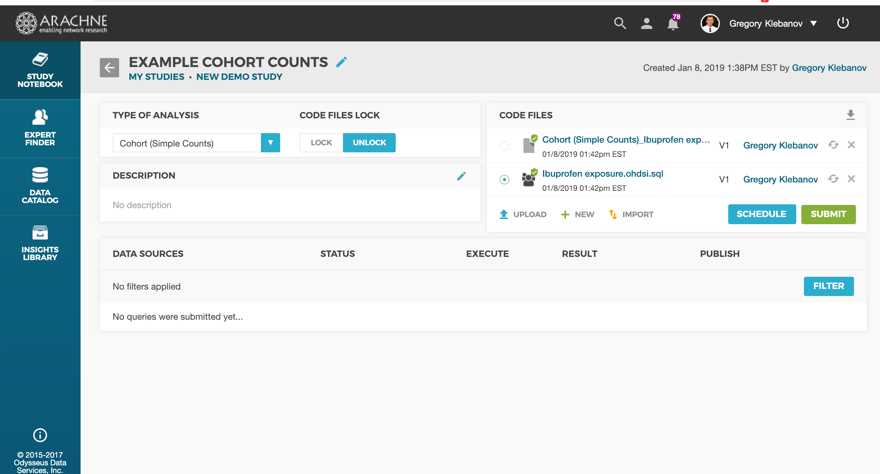 ARACHNE
enabling network research
78
Gregory Klebanov
STUDY
NOTEBOOK
EXPERT
FINDER
DATA
CATALOG
INSIGHTS
LIBRARY
© 2015-2017
Odysseus Data
Services, Inc.
EXAMPLE COHORT COUNTS
MY STUDIES • NEW DEMO STUDY
Created Jan 8, 2019 1:38PM EST by Gregory Klebanov
TYPE OF ANALYSIS
CODE FILES LOCK
Cohort (Simple Counts)
LOCK
UNLOCK
DESCRIPTION
No description
CODE FILES
Cohort (Simple Counts)_Ibuprofen exp... V1 Gregory Klebanov
01/8/2019 01:42pm EST
Ibuprofen exposure.ohdsi.sql V1 Gregory Klebanov
01/8/2019 01:42pm EST
UPLOAD NEW IMPORT SCHEDULE SUBMIT
DATA SOURCES STATUS EXECUTE RESULT PUBLISH
No filters applied FILTER
No queries were submitted yet...